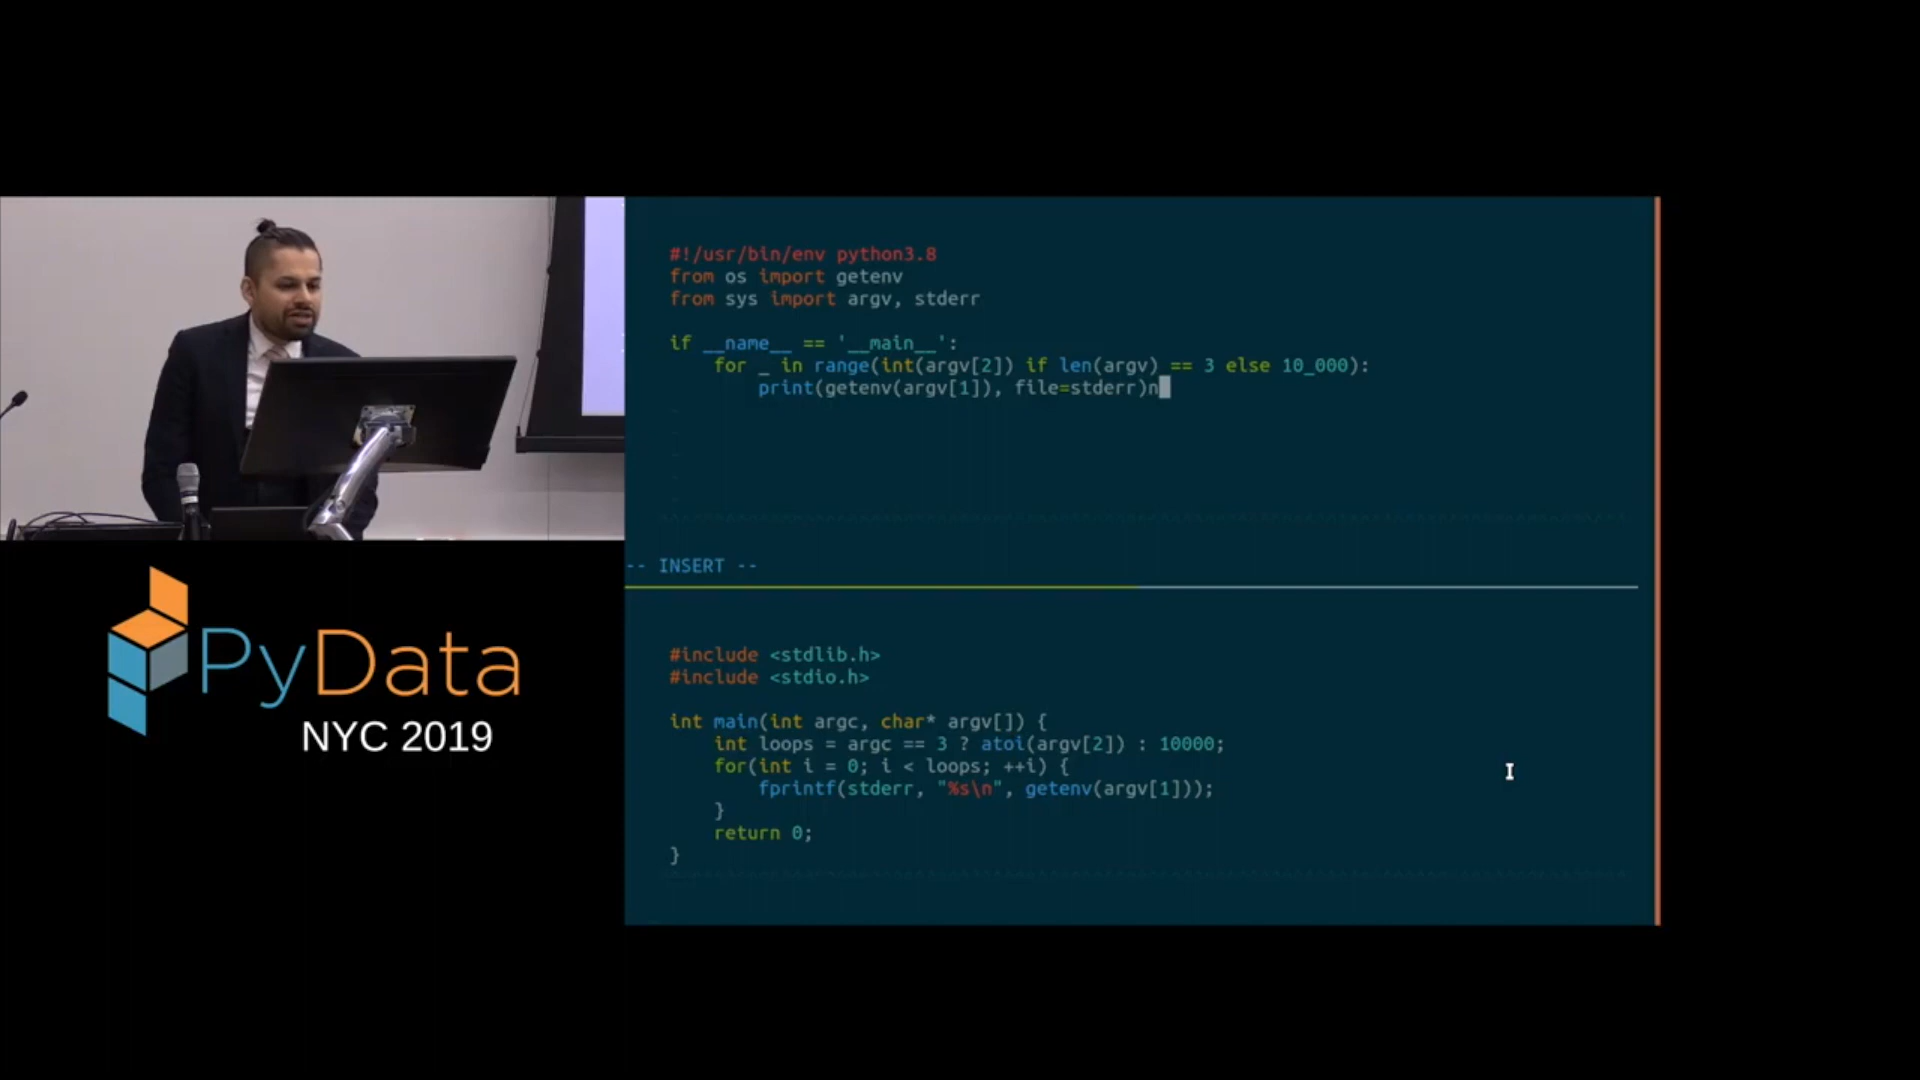 #!/usr/bin/env python3.8
from os import getenv
from sys import argv, stderr
if __name__ == '__main__':
for _ in range(int(argv[2]) if len(argv) == 3 else 10_000):
print(getenv(argv[1]), file=stderr)n
-- INSERT --
#include <stdlib.h>
#include <stdio.h>
int main(int argc, char* argv[]) {
int loops = argc == 3 ? atoi(argv[2]) : 10000;
for(int i = 0; i < loops; ++i) {
fprintf(stderr, "%s\n", getenv(argv[1]));
}
return 0;
}
PyData
NYC 2019